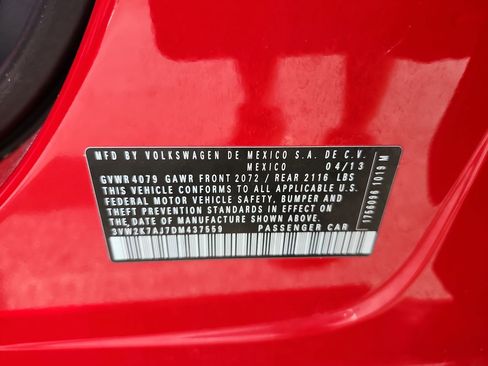 MFD BY VOLKSWAGEN DE MEXICO S.A. DE C.V.
MEXICO 04/13
GVWR 4079 GAWR FRONT 2072 / REAR 2116 LBS
THIS VEHICLE CONFORMS TO ALL APPLICABLE U.S.
FEDERAL MOTOR VEHICLE SAFETY, BUMPER, AND
THEFT PREVENTION STANDARDS IN EFFECT ON
THE DATE OF MANUFACTURE SHOWN ABOVE.
3VW2K7AJ7DM437559 PASSENGER CAR
1756096 1019 M